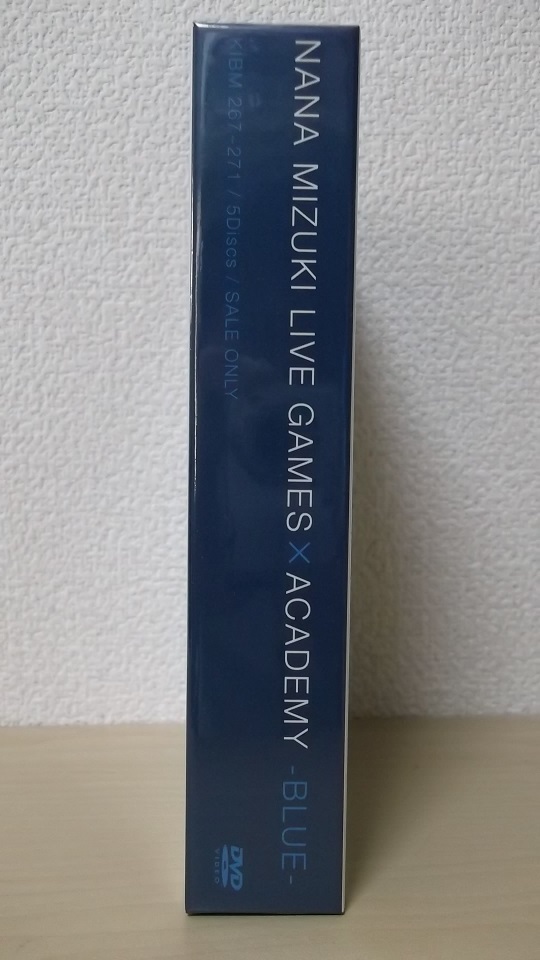 NANA MIZUKI LIVE GAMES X ACADEMY -BLUE-
KIBM 267~271 / 5Discs / SALE ONLY
DVD
VIDEO